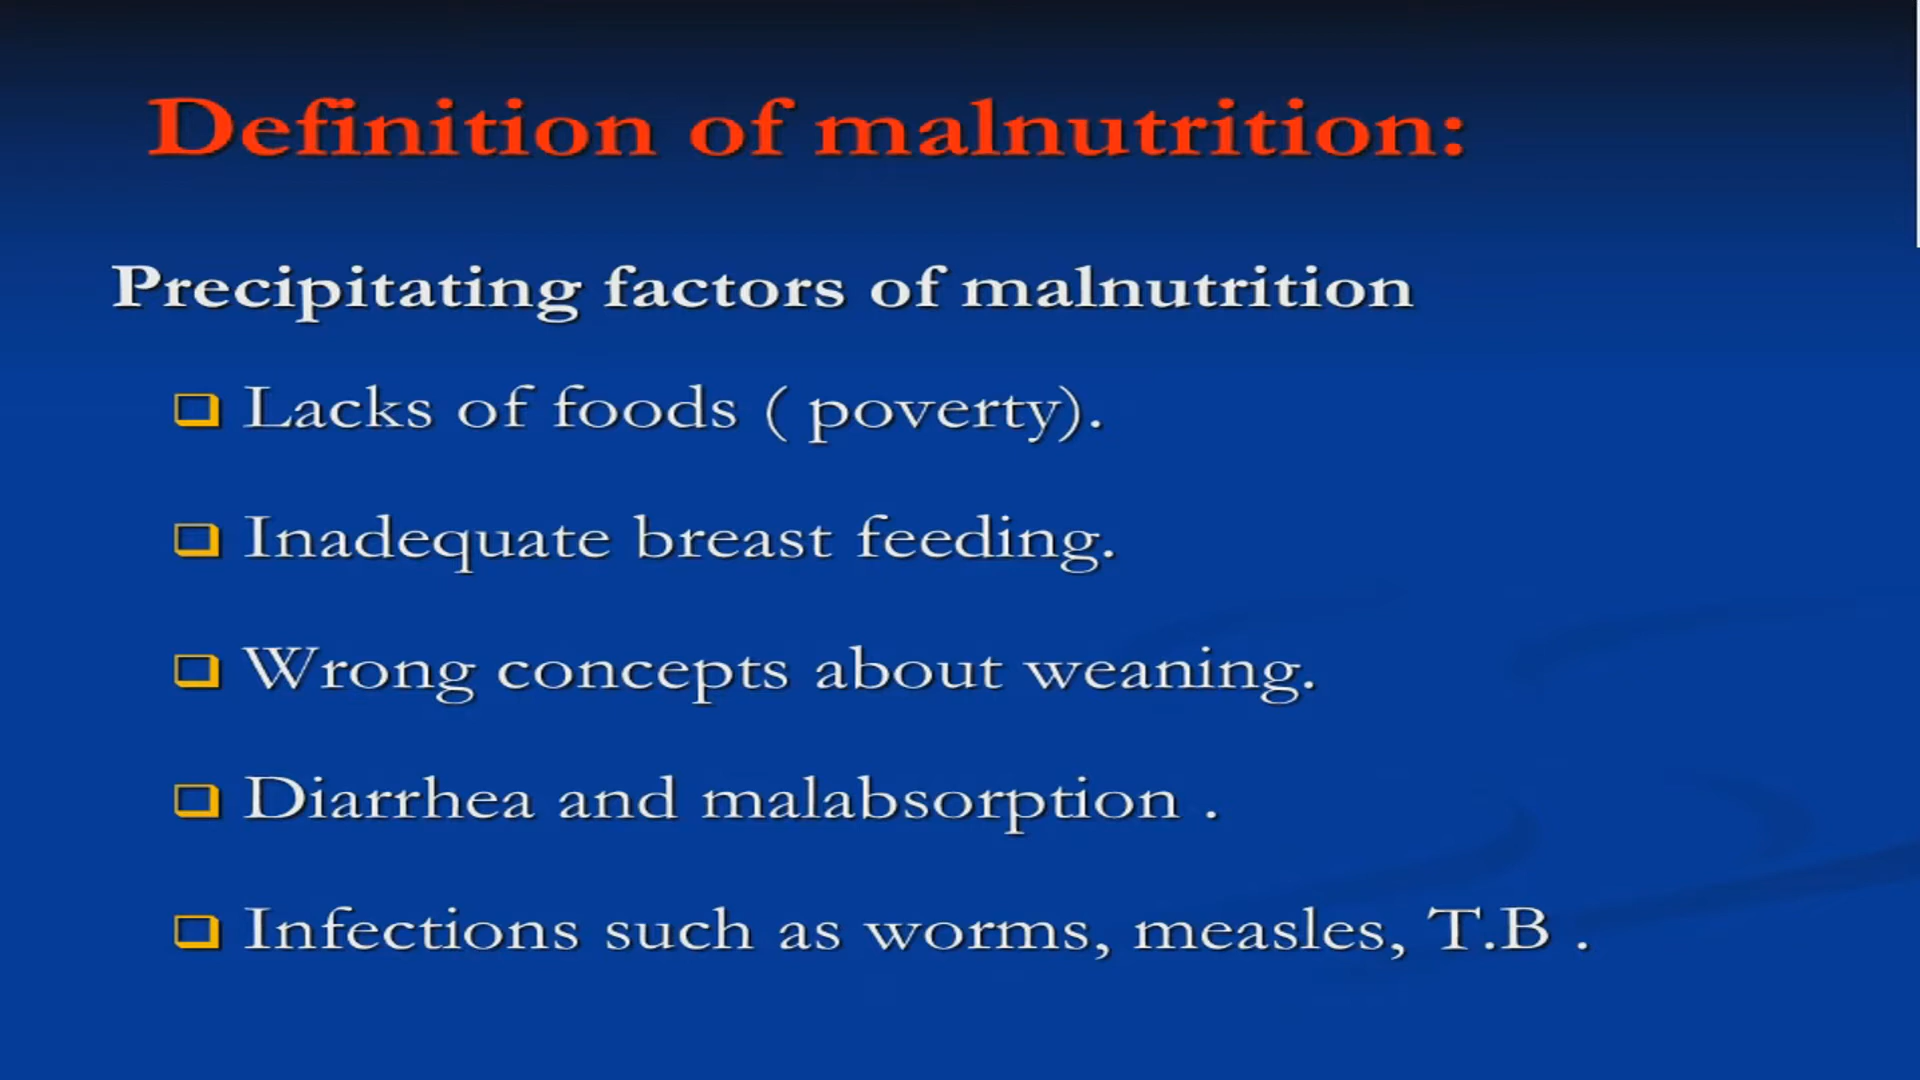 Definition of malnutrition:
Precipitating factors of malnutrition
Lacks of foods ( poverty).
Inadequate breast feeding.
Wrong concepts about weaning.
Diarrhea and malabsorption .
Infections such as worms, measles, T.B .